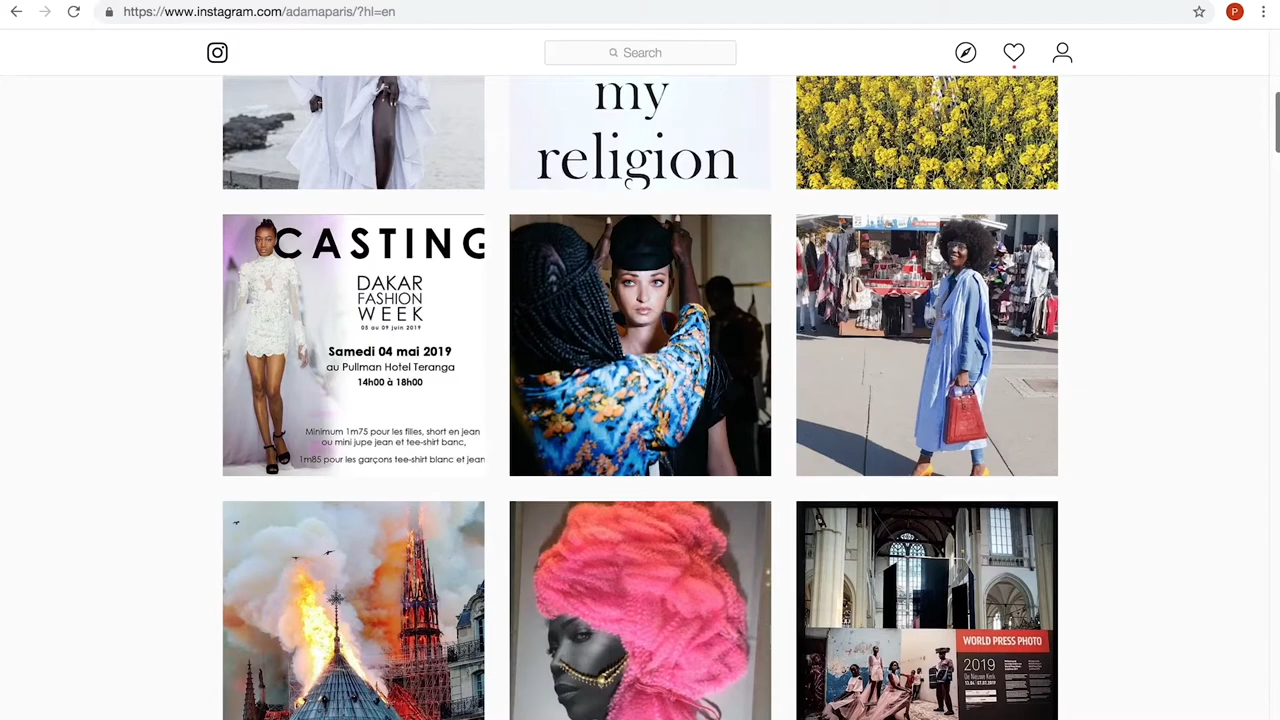 https://www.instagram.com/adamaparis/?hl=en
P
Search
my
religion
CASTING
DAKAR
FASHION
WEEK
05 au 09 juin 2019
Samedi 04 mai 2019
au Pullman Hotel Teranga
14h00 à 18h00
Minimum 1m75 pour les filles, short en jean
ou mini jupe jean et tee-shirt banc,
1m85 pour les garçons tee-shirt blanc et jean
WORLD PRESS PHOTO
2019
De Nieuwe Kerk